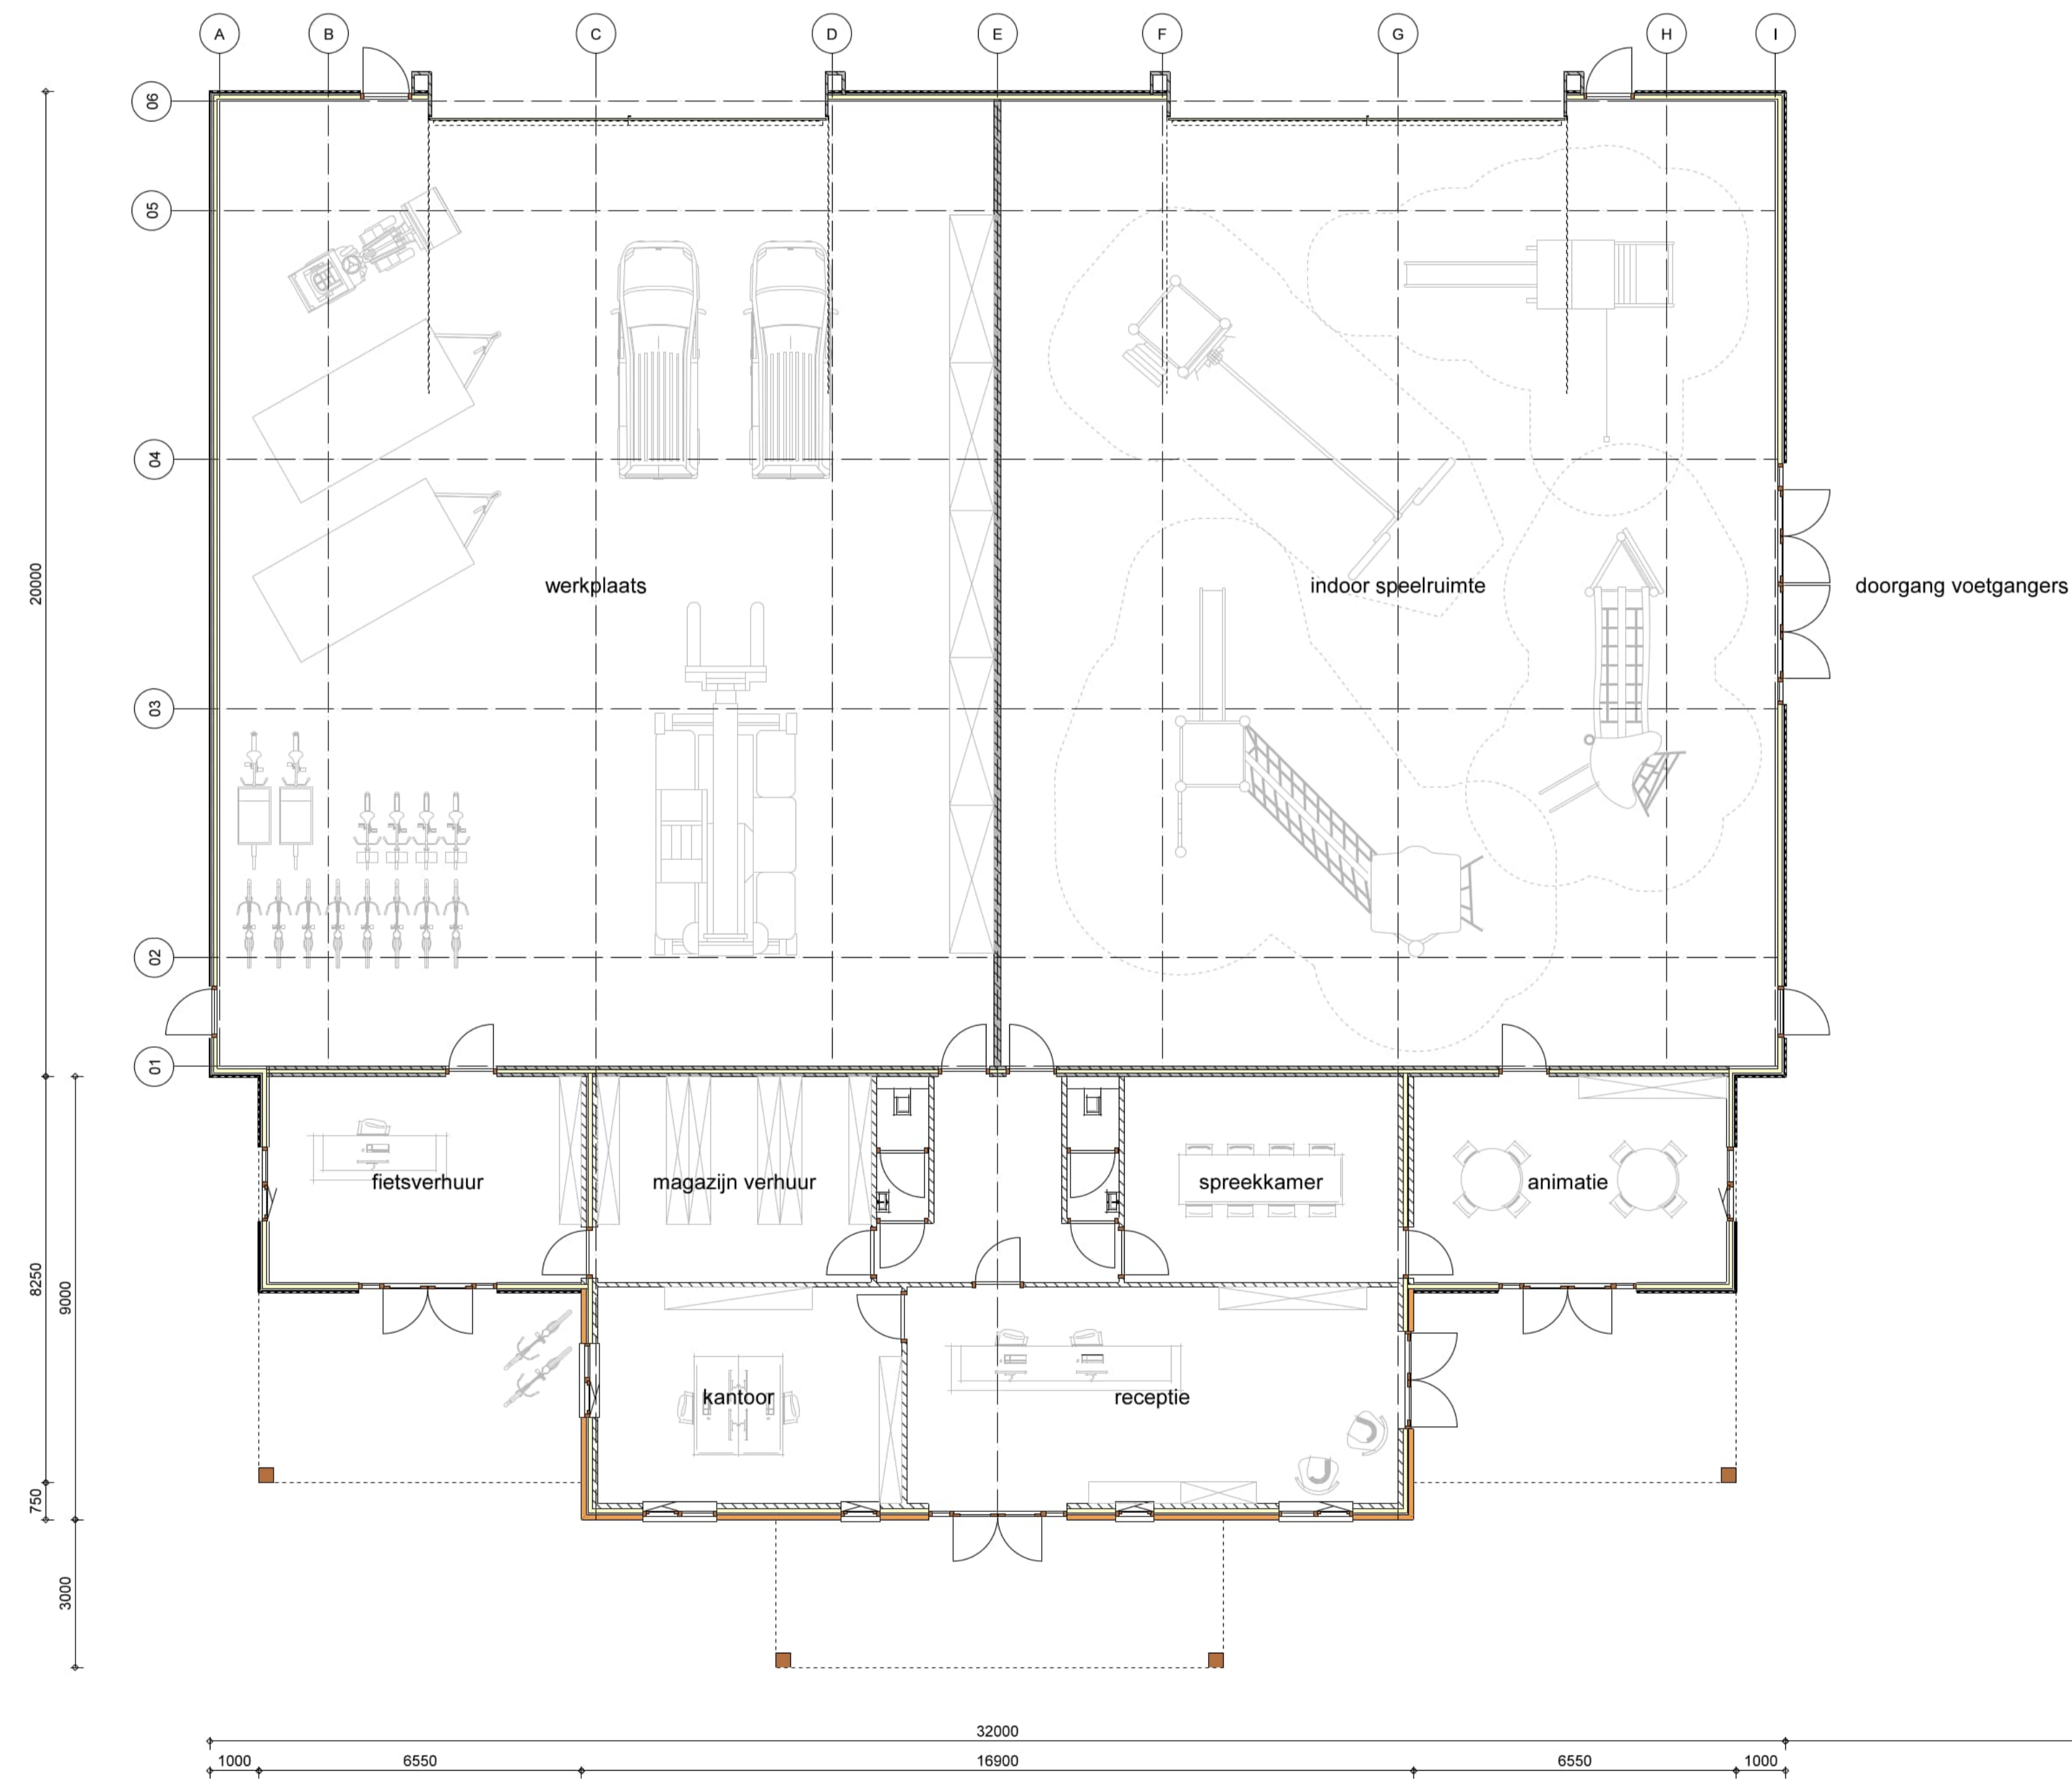 A B C D E F G H I
06
05
04
03
02
01
20000
8250
9000
750
3000
werkplaats
indoor speelruimte
doorgang voetgangers
fietsverhuur
magazijn verhuur
spreekkamer
animatie
kantoor
receptie
32000
1000 6550 16900 6550 1000